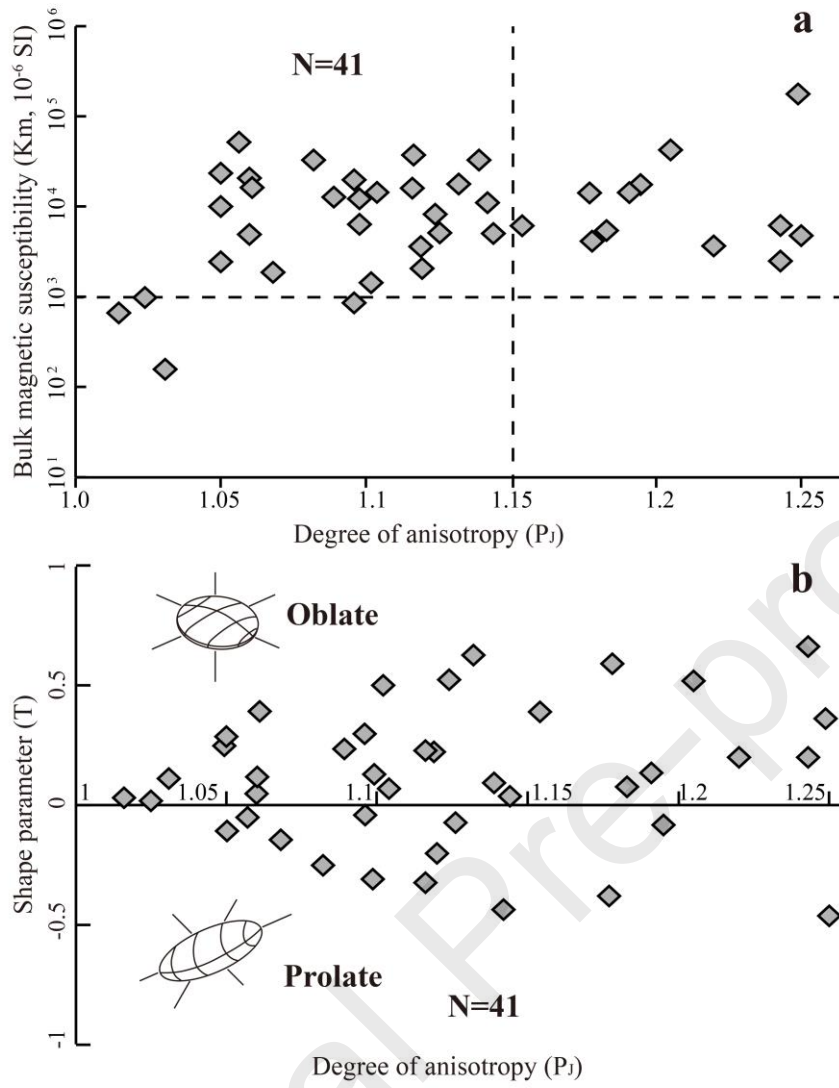 a
N=41
Bulk magnetic susceptibility (Km, 10⁻⁶ SI)
10⁶
10⁵
10⁴
10³
10²
10¹
1.0 1.05 1.1 1.15 1.2 1.25
Degree of anisotropy (PJ)
b
Oblate
Shape parameter (T)
1
0.5
0
-0.5
-1
1 1.05 1.1 1.15 1.2 1.25
Prolate
N=41
Degree of anisotropy (PJ)
al Pre-pro